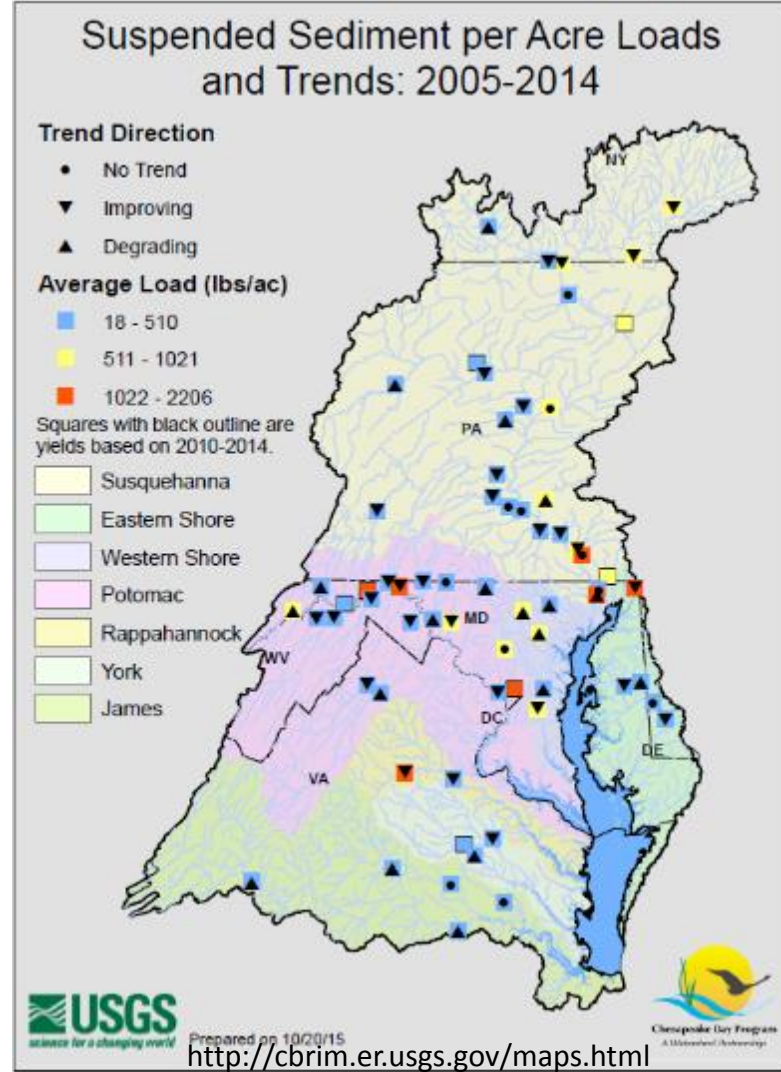 Suspended Sediment per Acre Loads
and Trends: 2005-2014
Trend Direction
No Trend
Improving
Degrading
Average Load (lbs/ac)
18 - 510
511 - 1021
1022 - 2206
Squares with black outline are
yields based on 2010-2014.
Susquehanna
Eastern Shore
Western Shore
Potomac
Rappahannock
York
James
NY
PA
MD
WV
DC
DE
VA
USGS
science for a changing world
Prepared on 10/20/15
http://cbrim.er.usgs.gov/maps.html
Chesapeake Bay Program
A Watershed Partnership